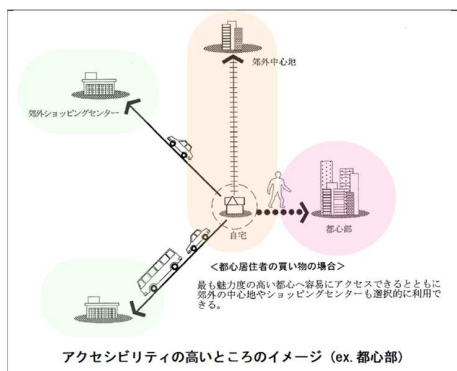 郊外中心地
郊外ショッピングセンター
自宅
都心部
＜都心居住者の買い物の場合＞
最も魅力度の高い都心へ容易にアクセスできるとともに
郊外の中心地やショッピングセンターも選択的に利用で
きる。
アクセシビリティの高いところのイメージ（ex. 都心部）